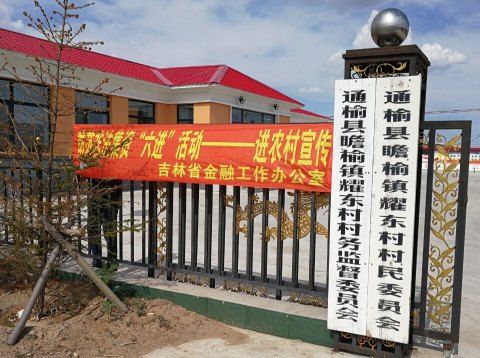 防范非法集资“六进”活动———进农村宣传
吉林省金融工作办公室
通榆县瞻榆镇耀东村村务监督委员会
通榆县瞻榆镇耀东村村民委员会